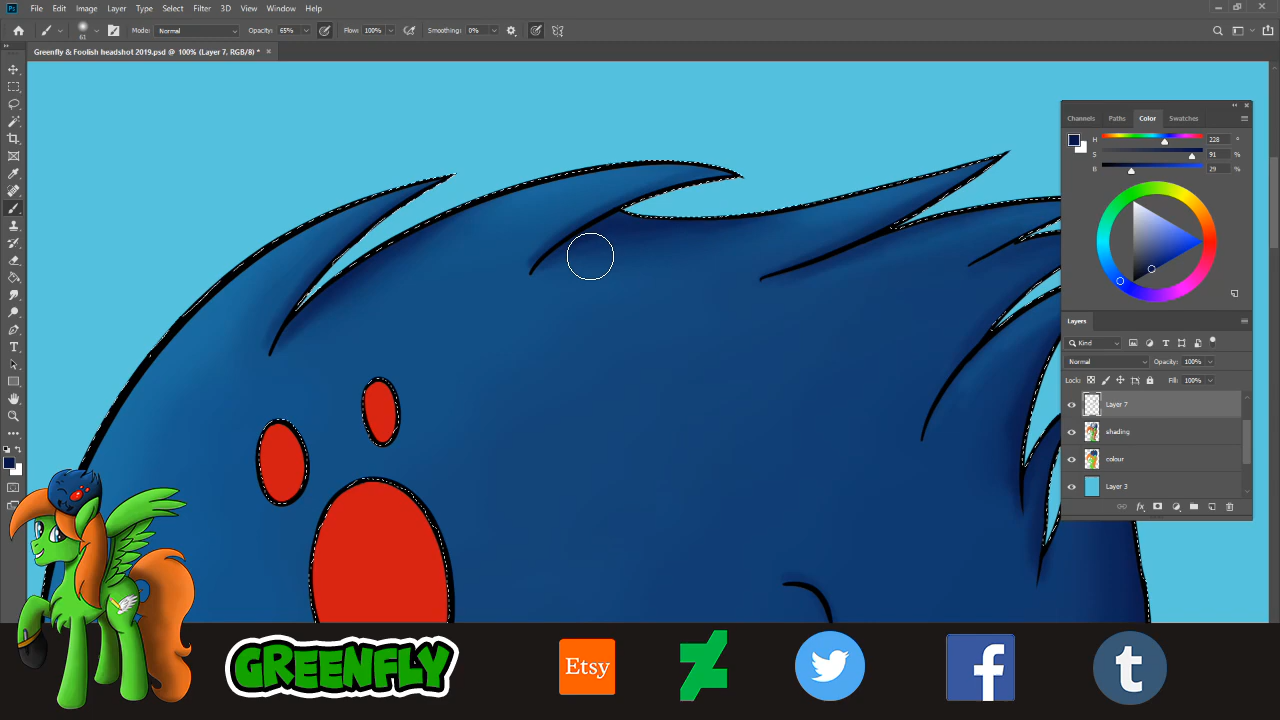 Ps File Edit Image Layer Type Select Filter 3D View Window Help
61 Mode: Normal Opacity: 65% Flow: 100% Smoothing: 0%
Greenfly & Foolish headshot 2019.psd @ 100% (Layer 7, RGB/8) * ×
Channels Paths Color Swatches
H 228 °
S 91 %
B 29 %
Layers
Kind
Normal Opacity: 100%
Lock: Fill: 100%
Layer 7
shading
colour
Layer 3
fx
GREENFLY Etsy f t